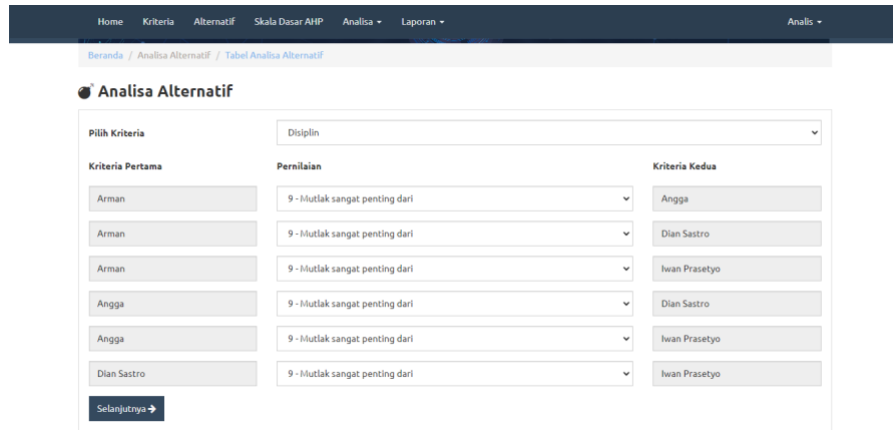 Home Kriteria Alternatif Skala Dasar AHP Analisa Laporan Analis
Beranda / Analisa Alternatif / Tabel Analisa Alternatif
Analisa Alternatif
Pilih Kriteria Disiplin
Kriteria Pertama Pernilaian Kriteria Kedua
Arman 9 - Mutlak sangat penting dari Angga
Arman 9 - Mutlak sangat penting dari Dian Sastro
Arman 9 - Mutlak sangat penting dari Iwan Prasetyo
Angga 9 - Mutlak sangat penting dari Dian Sastro
Angga 9 - Mutlak sangat penting dari Iwan Prasetyo
Dian Sastro 9 - Mutlak sangat penting dari Iwan Prasetyo
Selanjutnya